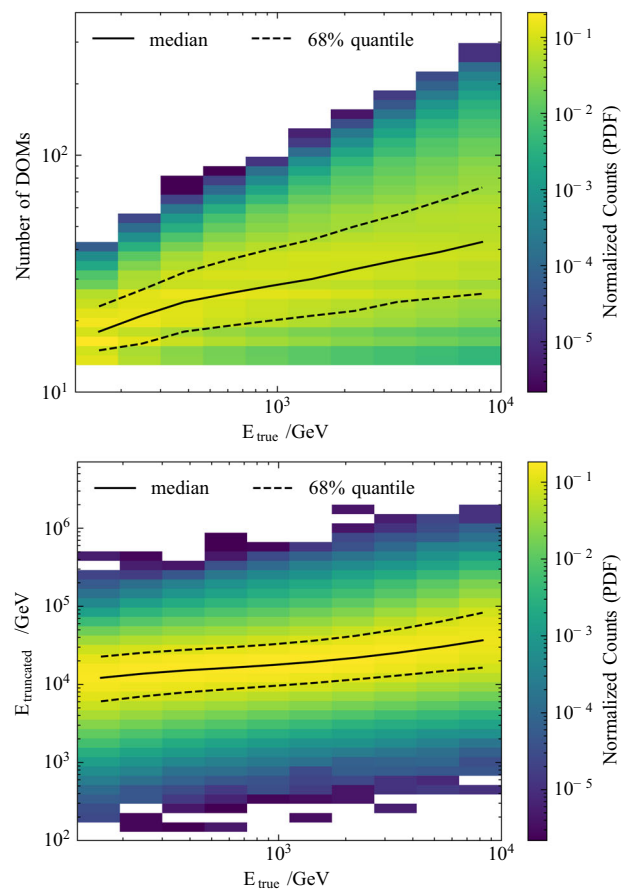 median
68% quantile
10^2
10^1
Number of DOMs
10^3
10^4
E_true /GeV
10^-1
10^-2
10^-3
10^-4
10^-5
Normalized Counts (PDF)
median
68% quantile
10^6
10^5
10^4
10^3
10^2
E_truncated /GeV
10^3
10^4
E_true /GeV
10^-1
10^-2
10^-3
10^-4
10^-5
Normalized Counts (PDF)